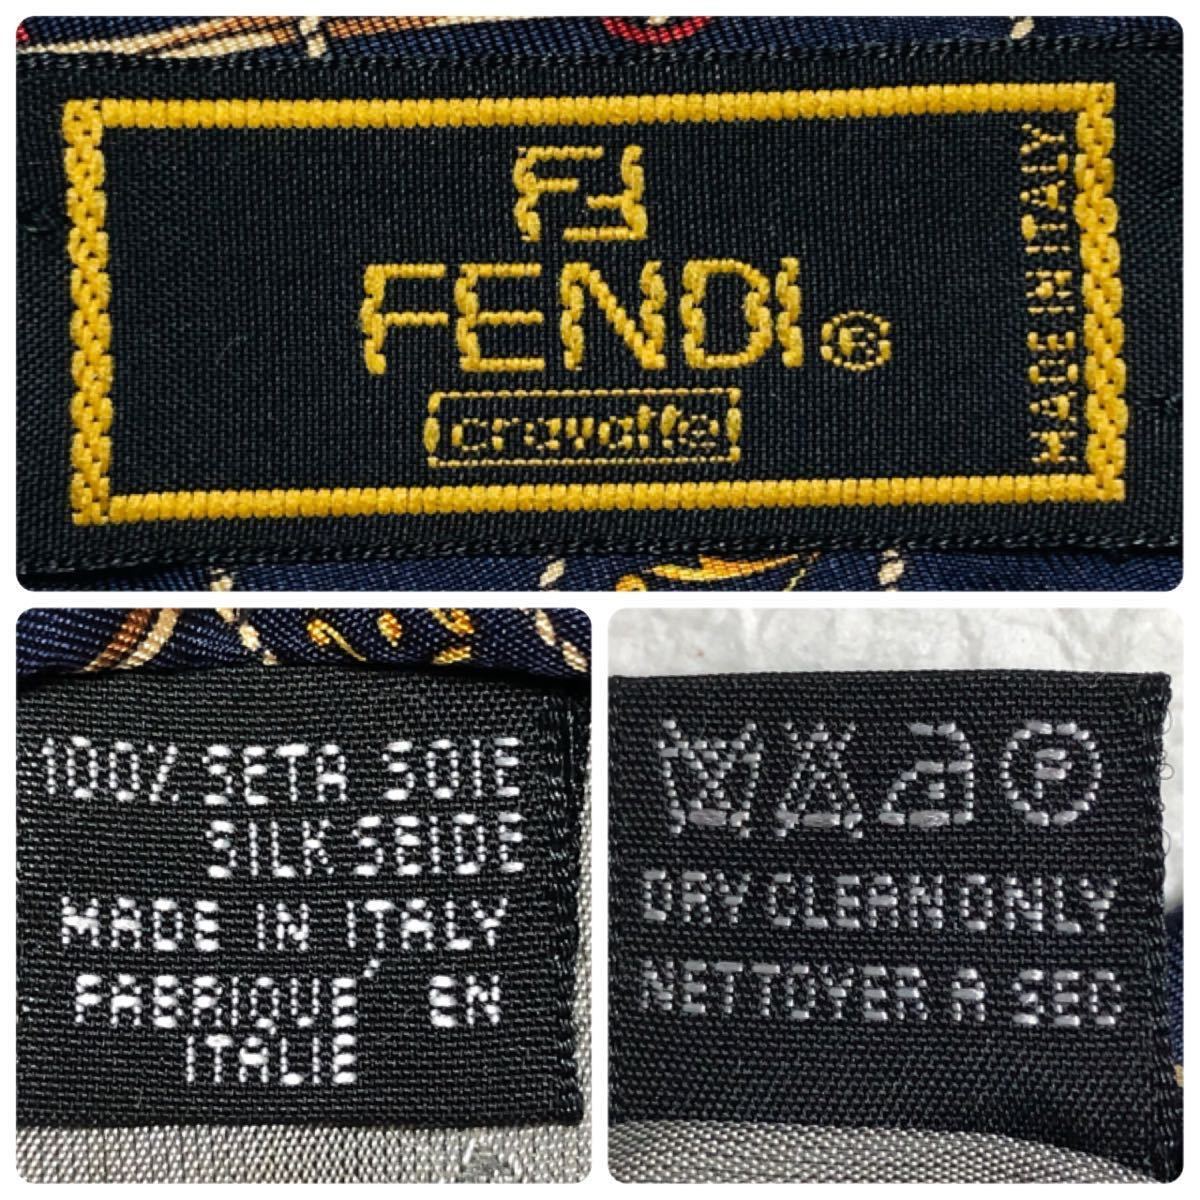 FF
FENDI®
cravatte
MADE IN ITALY
100% SETA SOIE
SILK SEIDE
MADE IN ITALY
FABRIQUÉ EN
ITALIE
P
DRY CLEAN ONLY
NETTOYER A SEC